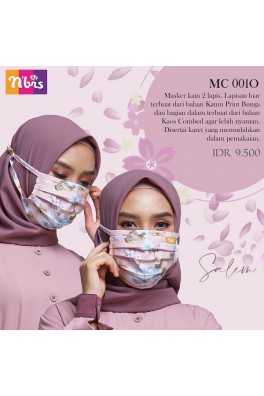 Nbrs
MC 001O
Masker kain 2 lapis. Lapisan luar
terbuat dari bahan Katun Print Bunga
dan bagian dalam terbuat dari bahan
Kaos Combed agar lebih nyaman.
Disertai karet yang memudahkan
dalam pemakaian.
IDR 9.500
Salem